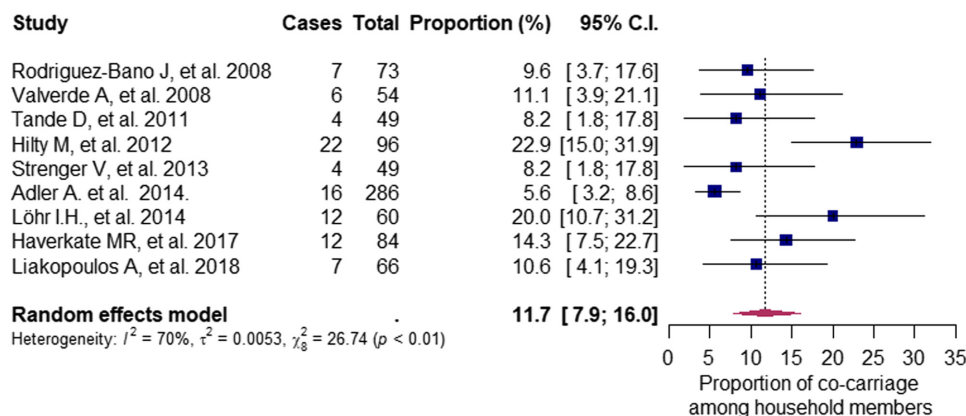 Study Cases Total Proportion (%) 95% C.I.
Rodriguez-Bano J, et al. 2008 7 73 9.6 [ 3.7; 17.6]
Valverde A, et al. 2008 6 54 11.1 [ 3.9; 21.1]
Tande D, et al. 2011 4 49 8.2 [ 1.8; 17.8]
Hilty M, et al. 2012 22 96 22.9 [15.0; 31.9]
Strenger V, et al. 2013 4 49 8.2 [ 1.8; 17.8]
Adler A. et al. 2014. 16 286 5.6 [ 3.2; 8.6]
Löhr I.H., et al. 2014 12 60 20.0 [10.7; 31.2]
Haverkate MR, et al. 2017 12 84 14.3 [ 7.5; 22.7]
Liakopoulos A, et al. 2018 7 66 10.6 [ 4.1; 19.3]
Random effects model . 11.7 [ 7.9; 16.0]
Heterogeneity: I² = 70%, τ² = 0.0053, χ²₈ = 26.74 (p < 0.01)
0 5 10 15 20 25 30 35
Proportion of co-carriage
among household members